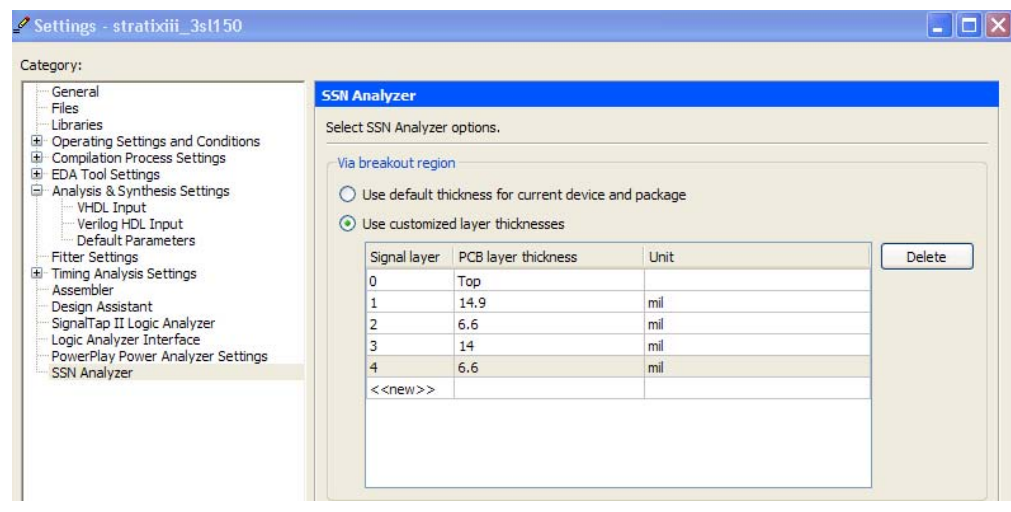 Settings - stratixiii_3sl150
Category:
General
Files
Libraries
Operating Settings and Conditions
Compilation Process Settings
EDA Tool Settings
Analysis & Synthesis Settings
VHDL Input
Verilog HDL Input
Default Parameters
Fitter Settings
Timing Analysis Settings
Assembler
Design Assistant
SignalTap II Logic Analyzer
Logic Analyzer Interface
PowerPlay Power Analyzer Settings
SSN Analyzer
SSN Analyzer
Select SSN Analyzer options.
Via breakout region
Use default thickness for current device and package
Use customized layer thicknesses
Signal layer PCB layer thickness Unit
0 Top
1 14.9 mil
2 6.6 mil
3 14 mil
4 6.6 mil
<<new>>
Delete